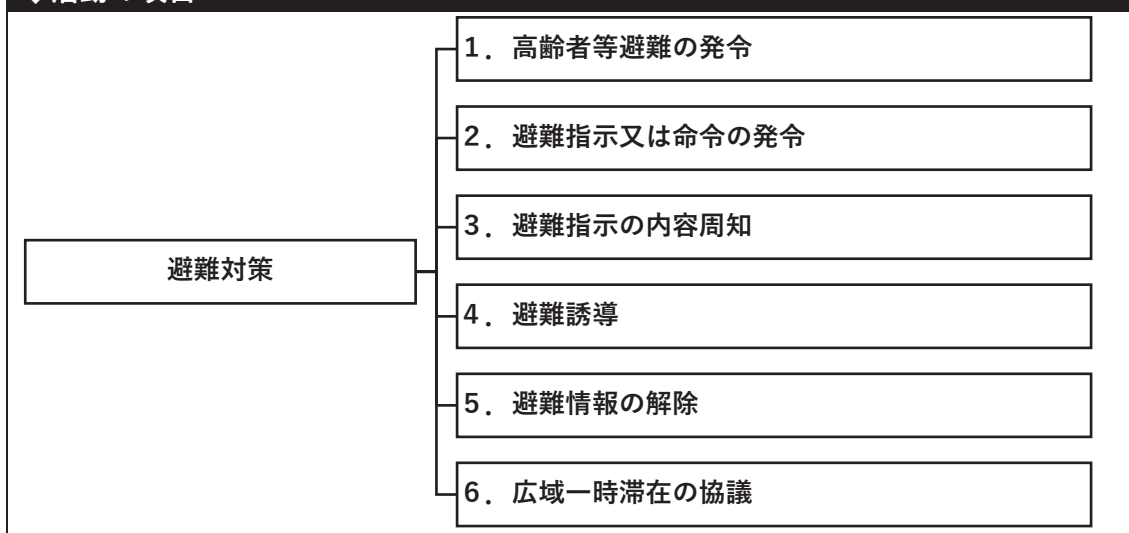 避難対策
1．高齢者等避難の発令
2．避難指示又は命令の発令
3．避難指示の内容周知
4．避難誘導
5．避難情報の解除
6．広域一時滞在の協議